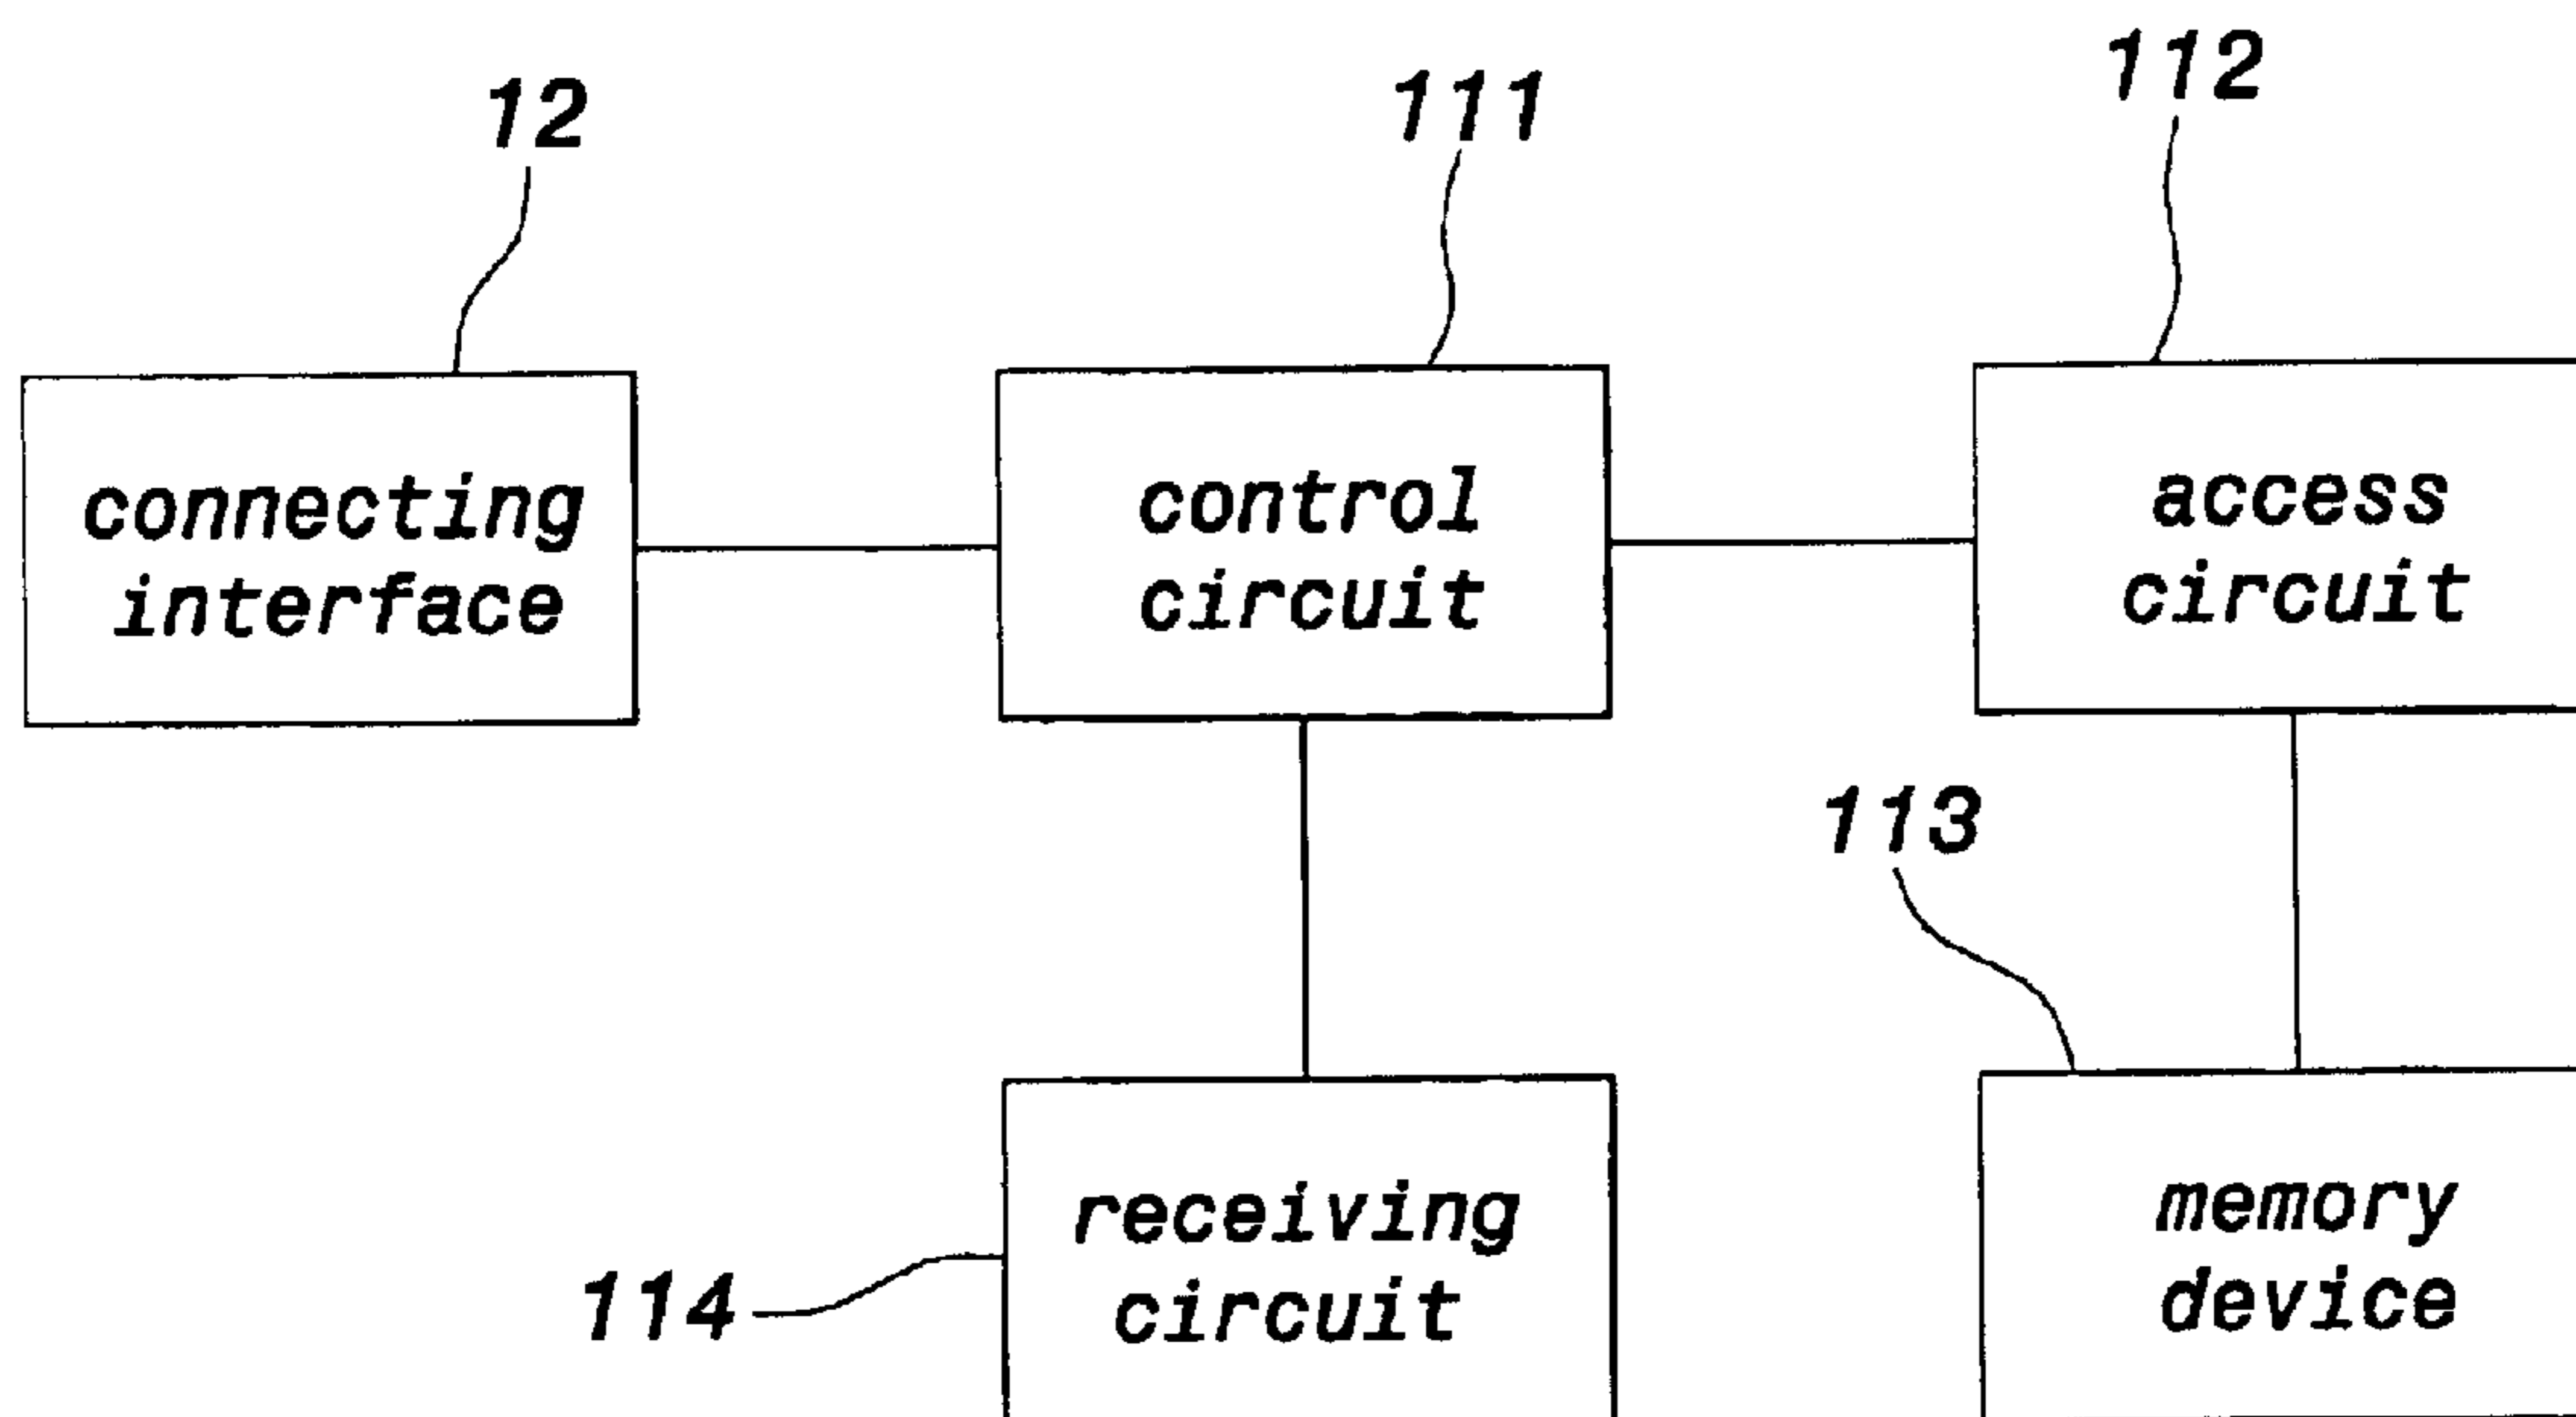 12
111
112
connecting
interface
control
circuit
access
circuit
113
114
receiving
circuit
memory
device